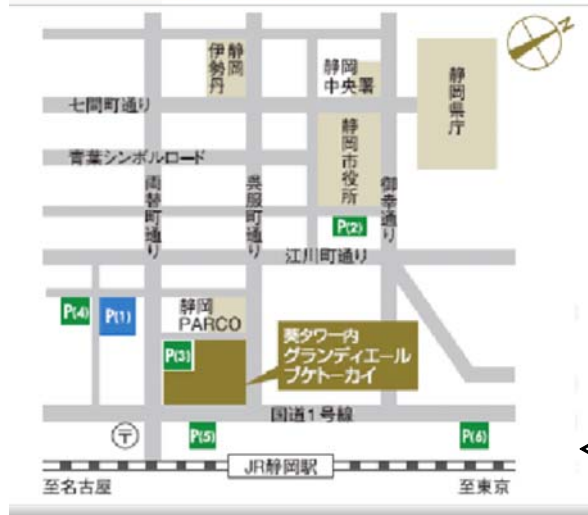 N
静岡
伊勢丹
静岡
中央署
静岡県庁
七間町通り
静岡市役所
青葉シンボルロード
両替町通り
呉服町通り
御幸通り
P(2)
江川町通り
P(4)
P(1)
静岡
PARCO
P(3)
葵タワー内
グランディエール
ブケトーカイ
国道1号線
〒
P(5)
P(6)
JR静岡駅
至名古屋
至東京